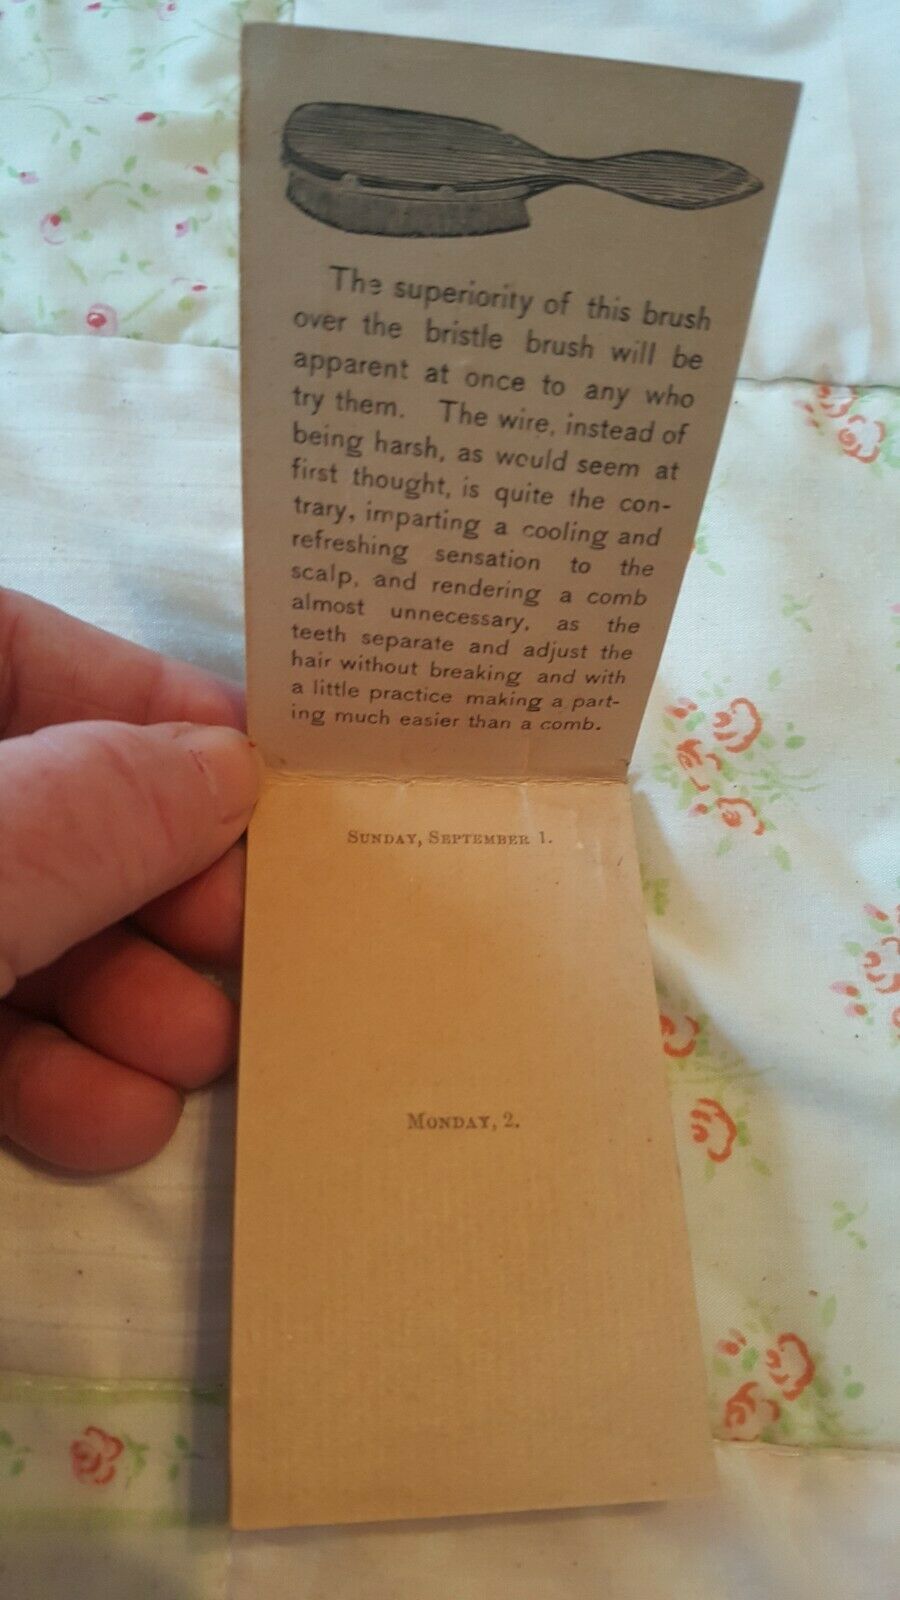 The superiority of this brush
over the bristle brush will be
apparent at once to any who
try them. The wire, instead of
being harsh, as would seem at
first thought, is quite the con-
trary, imparting a cooling and
refreshing sensation to the
scalp, and rendering a comb
almost unnecessary, as the
teeth separate and adjust the
hair without breaking and with
a little practice making a part-
ing much easier than a comb.
SUNDAY, SEPTEMBER 1.
MONDAY, 2.